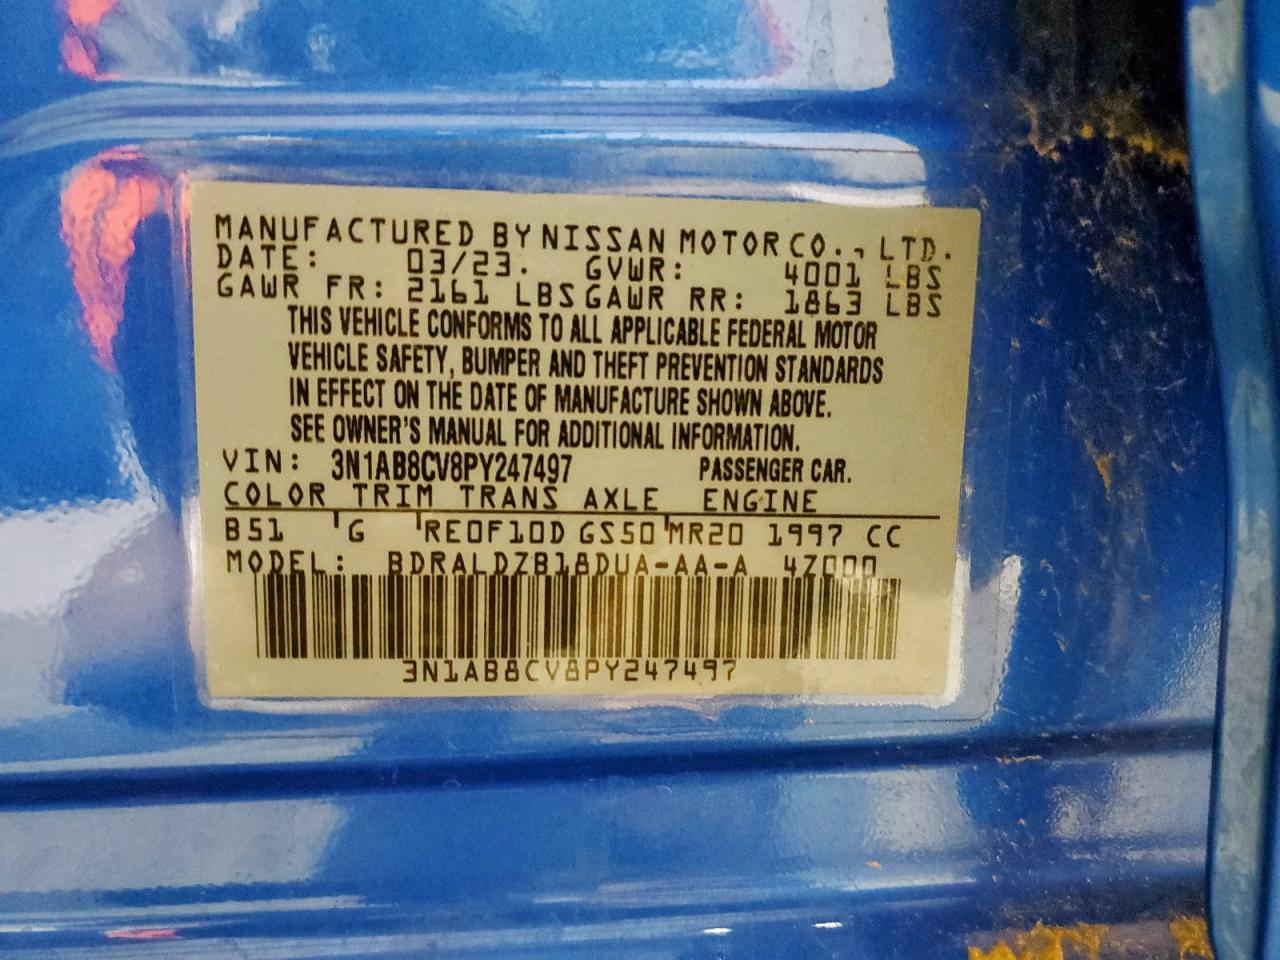 MANUFACTURED BY NISSAN MOTOR CO., LTD.
DATE: 03/23. GVWR: 4001 LBS
GAWR FR: 2161 LBS GAWR RR: 1863 LBS
THIS VEHICLE CONFORMS TO ALL APPLICABLE FEDERAL MOTOR
VEHICLE SAFETY, BUMPER AND THEFT PREVENTION STANDARDS
IN EFFECT ON THE DATE OF MANUFACTURE SHOWN ABOVE.
SEE OWNER'S MANUAL FOR ADDITIONAL INFORMATION.
VIN: 3N1AB8CV8PY247497 PASSENGER CAR.
COLOR TRIM TRANS AXLE ENGINE
B51 G RE0F10D GS50 MR20 1997 CC
MODEL: BDRALDZB18DUA-AA-A 47000
3N1AB8CV8PY247497